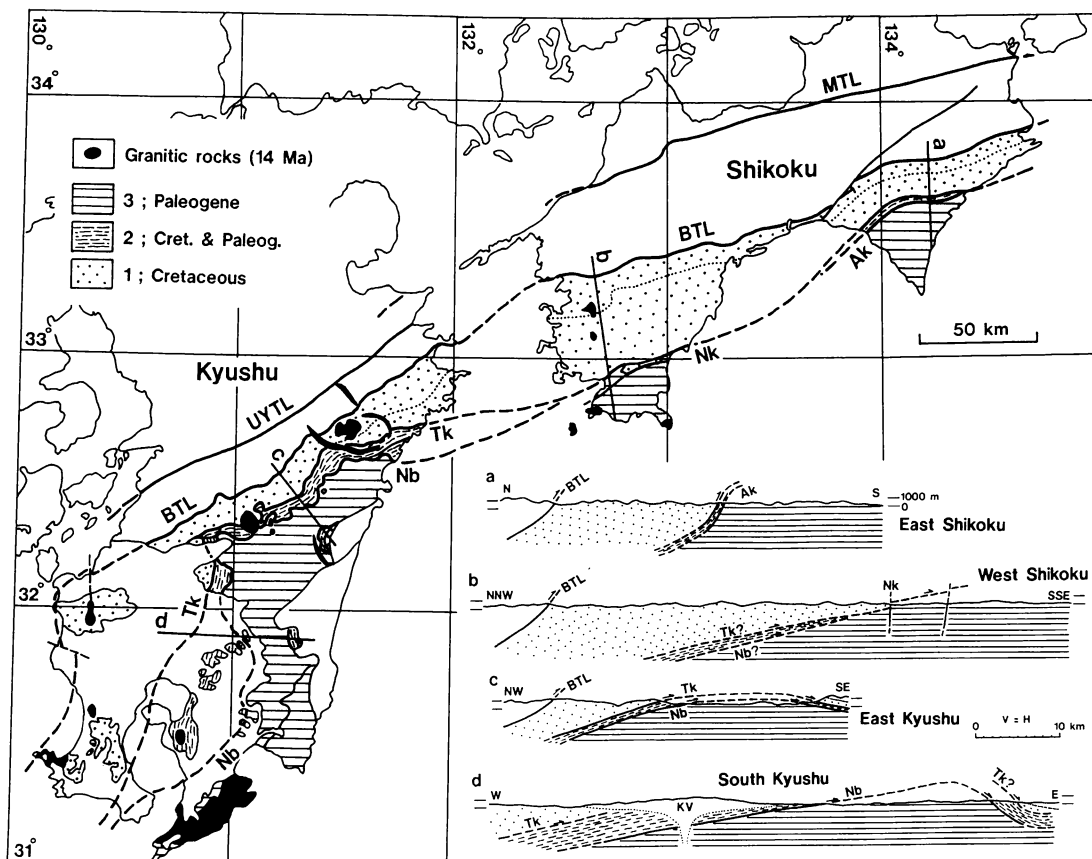 130°
132°
134°
34°
MTL
Granitic rocks (14 Ma)
3 ; Paleogene
2 ; Cret. & Paleog.
1 ; Cretaceous
Shikoku
a
BTL
b
Ak
50 km
33°
Kyushu
Nk
UYTL
Tk
Nb
c
BTL
32°
Tk
d
Nb
31°
a
N
BTL
Ak
S
1000 m
0
East Shikoku
b
NNW
BTL
Nk
West Shikoku
SSE
Tk?
Nb?
c
NW
BTL
Tk
SE
Nb
East Kyushu
V = H
0
10 km
d
South Kyushu
W
Tk
KV
Nb
Tk?
E